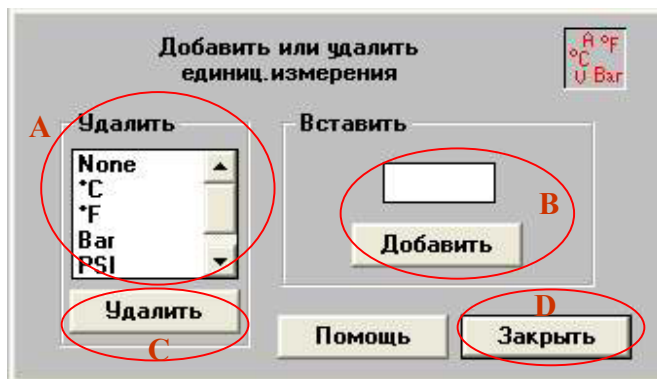 Добавить или удалить
единиц.измерения
A °F
°C
U Bar
A
Удалить
None
°C
°F
Bar
PSI
Удалить
C
Вставить
B
Добавить
D
Помощь
Закрыть